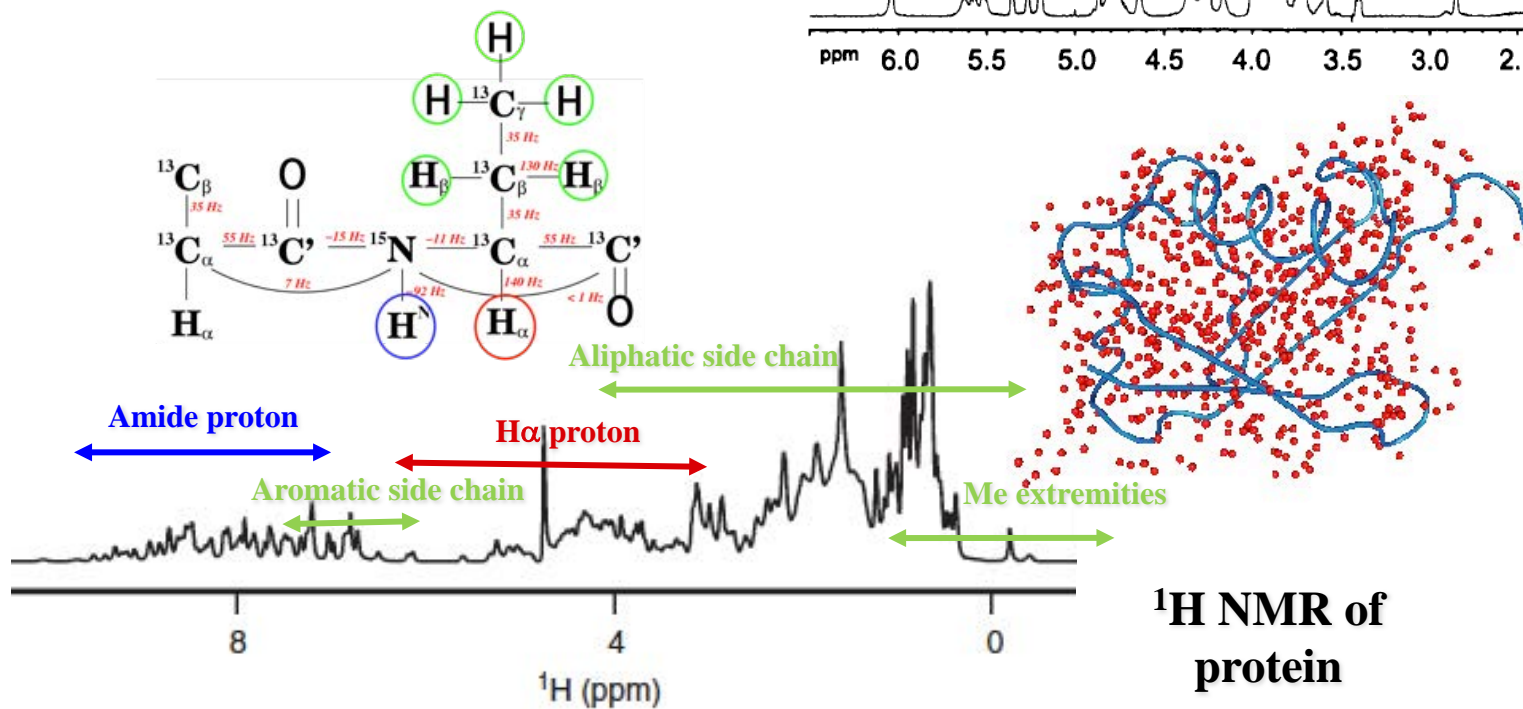 ppm 6.0 5.5 5.0 4.5 4.0 3.5 3.0 2.
H
H ¹³Cγ H
35 Hz
¹³Cβ O Hβ ¹³Cβ 130 Hz Hβ
35 Hz 35 Hz
¹³Cα 55 Hz ¹³C' –15 Hz ¹⁵N –11 Hz ¹³Cα 55 Hz ¹³C'
7 Hz –92 Hz 140 Hz < 1 Hz
Hα Hᴺ Hα O
Aliphatic side chain
Amide proton
Hα proton
Aromatic side chain
Me extremities
8 4 0
¹H (ppm)
¹H NMR of
protein